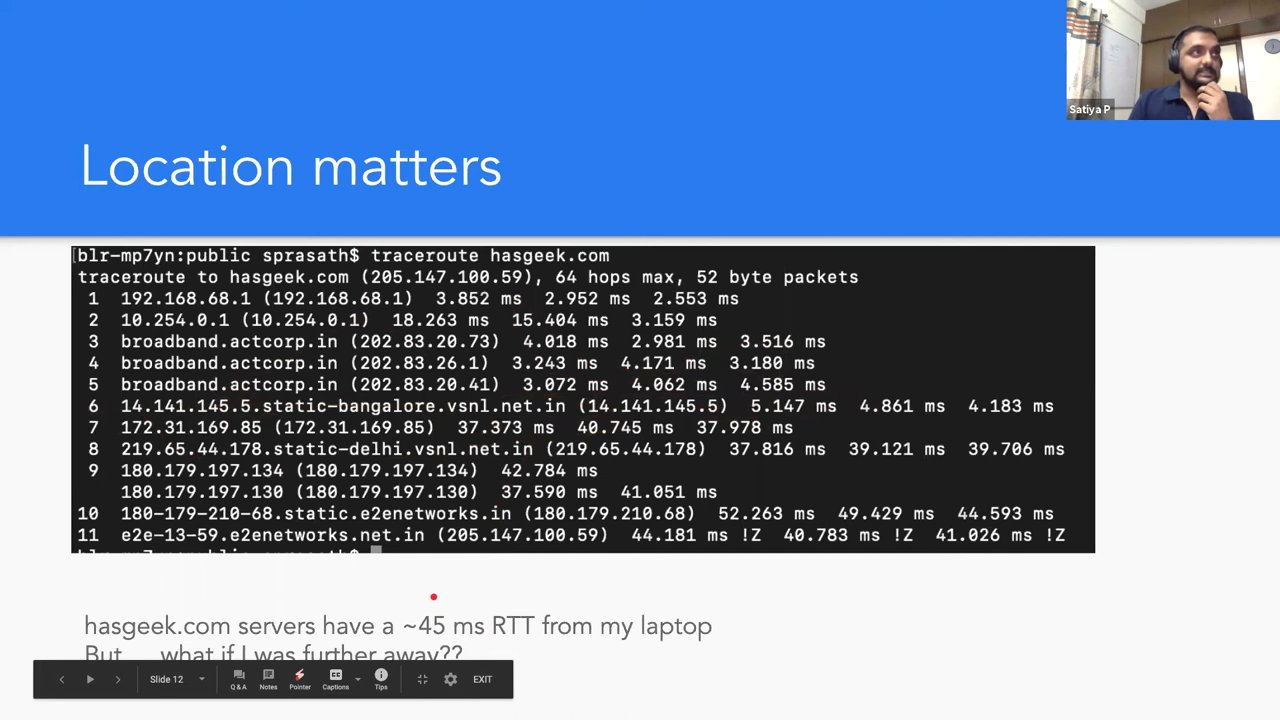 Satiya P
Location matters
[blr-mp7yn:public sprasath$ traceroute hasgeek.com
traceroute to hasgeek.com (205.147.100.59), 64 hops max, 52 byte packets
1 192.168.68.1 (192.168.68.1) 3.852 ms 2.952 ms 2.553 ms
2 10.254.0.1 (10.254.0.1) 18.263 ms 15.404 ms 3.159 ms
3 broadband.actcorp.in (202.83.20.73) 4.018 ms 2.981 ms 3.516 ms
4 broadband.actcorp.in (202.83.26.1) 3.243 ms 4.171 ms 3.180 ms
5 broadband.actcorp.in (202.83.20.41) 3.072 ms 4.062 ms 4.585 ms
6 14.141.145.5.static-bangalore.vsnl.net.in (14.141.145.5) 5.147 ms 4.861 ms 4.183 ms
7 172.31.169.85 (172.31.169.85) 37.373 ms 40.745 ms 37.978 ms
8 219.65.44.178.static-delhi.vsnl.net.in (219.65.44.178) 37.816 ms 39.121 ms 39.706 ms
9 180.179.197.134 (180.179.197.134) 42.784 ms
180.179.197.130 (180.179.197.130) 37.590 ms 41.051 ms
10 180-179-210-68.static.e2enetworks.in (180.179.210.68) 52.263 ms 49.429 ms 44.593 ms
11 e2e-13-59.e2enetworks.net.in (205.147.100.59) 44.181 ms !Z 40.783 ms !Z 41.026 ms !Z
blr-mp7yn:public sprasath$
hasgeek.com servers have a ~45 ms RTT from my laptop
But ... what if I was further away??
Slide 12
Q & A
Notes
Pointer
Captions
Tips
EXIT